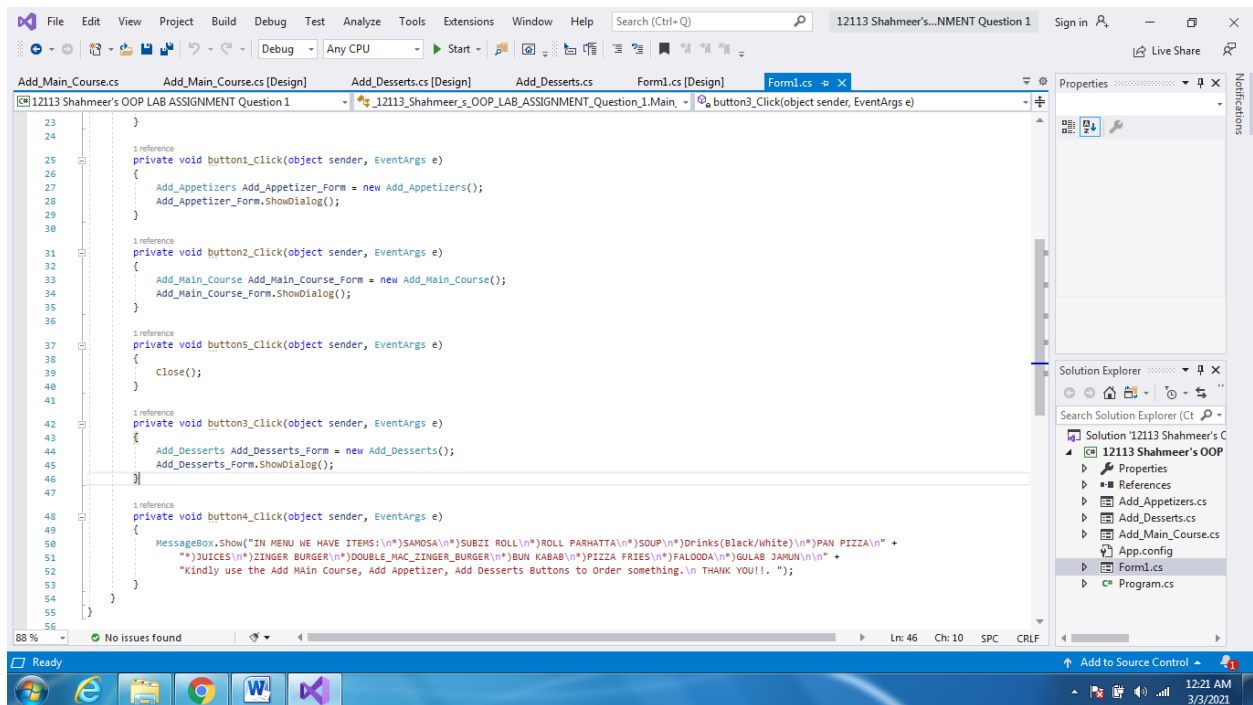 File Edit View Project Build Debug Test Analyze Tools Extensions Window Help Search (Ctrl+Q) 12113 Shahmeer's...NMENT Question 1 Sign in
Debug Any CPU Start Live Share
Add_Main_Course.cs Add_Main_Course.cs [Design] Add_Desserts.cs [Design] Add_Desserts.cs Form1.cs [Design] Form1.cs
12113 Shahmeer's OOP LAB ASSIGNMENT Question 1 _12113_Shahmeer_s_OOP_LAB_ASSIGNMENT_Question_1.Main_ button3_Click(object sender, EventArgs e)
23 }
24
1 reference
25 private void button1_Click(object sender, EventArgs e)
26 {
27 Add_Appetizers Add_Appetizer_Form = new Add_Appetizers();
28 Add_Appetizer_Form.ShowDialog();
29 }
30
1 reference
31 private void button2_Click(object sender, EventArgs e)
32 {
33 Add_Main_Course Add_Main_Course_Form = new Add_Main_Course();
34 Add_Main_Course_Form.ShowDialog();
35 }
36
1 reference
37 private void button5_Click(object sender, EventArgs e)
38 {
39 Close();
40 }
41
1 reference
42 private void button3_Click(object sender, EventArgs e)
43 {
44 Add_Desserts Add_Desserts_Form = new Add_Desserts();
45 Add_Desserts_Form.ShowDialog();
46 }
47
1 reference
48 private void button4_Click(object sender, EventArgs e)
49 {
50 MessageBox.Show("IN MENU WE HAVE ITEMS:\n*)SAMOSA\n*)SUBZI ROLL\n*)ROLL PARHATTA\n*)SOUP\n*)Drinks(Black/White)\n*)PAN PIZZA\n" +
51 "*)JUICES\n*)ZINGER BURGER\n*)DOUBLE_MAC_ZINGER_BURGER\n*)BUN KABAB\n*)PIZZA FRIES\n*)FALOODA\n*)GULAB JAMUN\n\n" +
52 "Kindly use the Add MAin Course, Add Appetizer, Add Desserts Buttons to Order something.\n THANK YOU!!. ");
53 }
54 }
55 }
56
88 % No issues found Ln: 46 Ch: 10 SPC CRLF
Properties
Notifications
Solution Explorer
Search Solution Explorer (Ct
Solution '12113 Shahmeer's C
12113 Shahmeer's OOP
Properties
References
Add_Appetizers.cs
Add_Desserts.cs
Add_Main_Course.cs
App.config
Form1.cs
Program.cs
Ready Add to Source Control 1
12:21 AM
3/3/2021